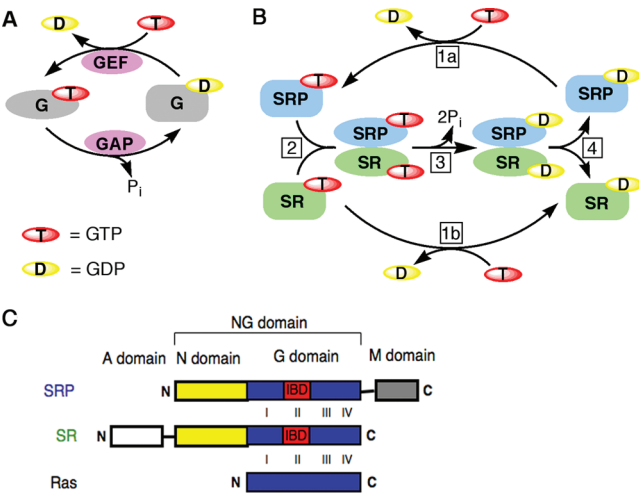 A
D
T
GEF
G
T
G
D
GAP
Pi
T = GTP
D = GDP
B
D
T
1a
SRP
T
SRP
D
2
SRP
T
SR
T
2Pi
3
SRP
D
SR
D
4
SR
T
SR
D
1b
D
T
C
NG domain
A domain N domain G domain M domain
SRP N IBD C
I II III IV
SR N IBD C
I II III IV
Ras N C